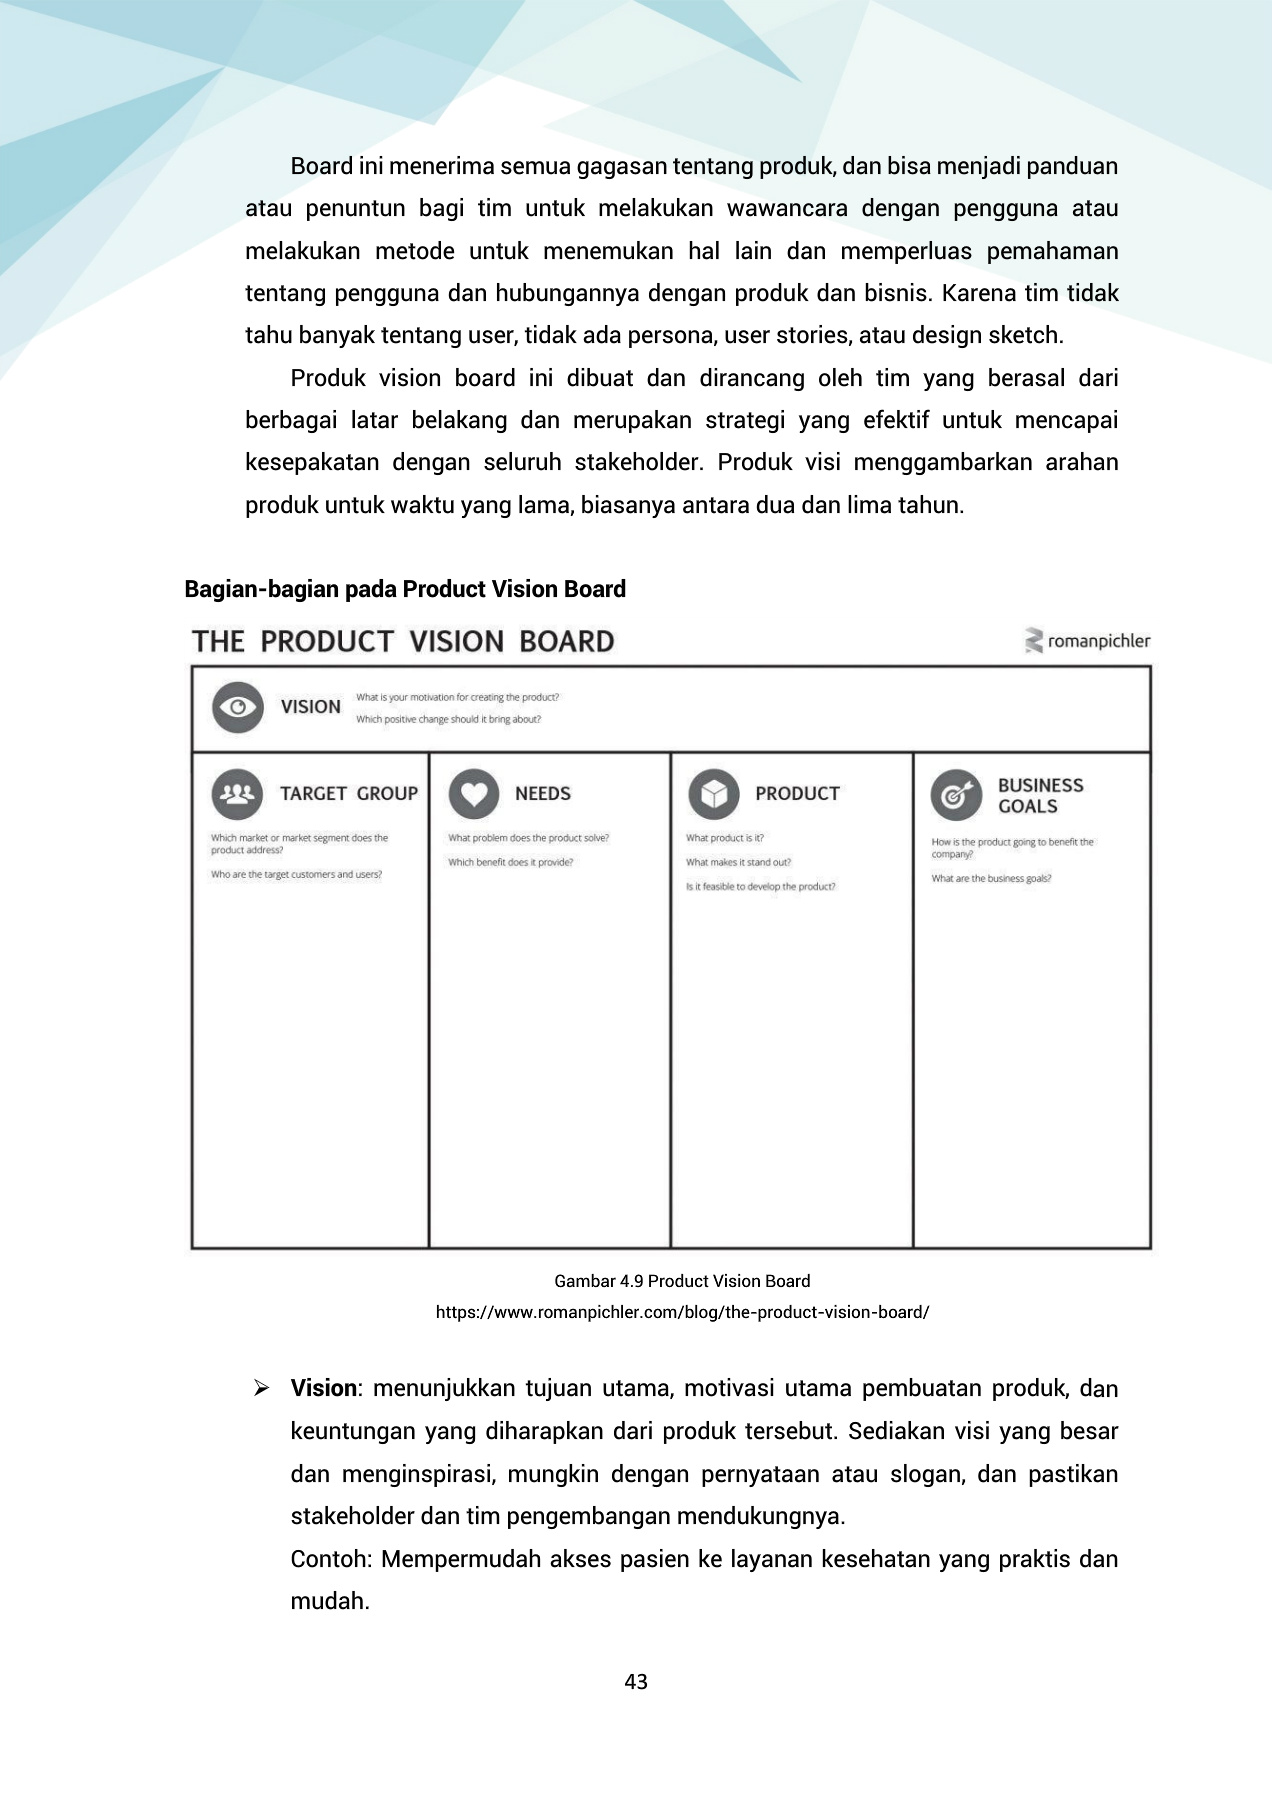 Board ini menerima semua gagasan tentang produk, dan bisa menjadi panduan
atau penuntun bagi tim untuk melakukan wawancara dengan pengguna atau
melakukan metode untuk menemukan hal lain dan memperluas pemahaman
tentang pengguna dan hubungannya dengan produk dan bisnis. Karena tim tidak
tahu banyak tentang user, tidak ada persona, user stories, atau design sketch.
Produk vision board ini dibuat dan dirancang oleh tim yang berasal dari
berbagai latar belakang dan merupakan strategi yang efektif untuk mencapai
kesepakatan dengan seluruh stakeholder. Produk visi menggambarkan arahan
produk untuk waktu yang lama, biasanya antara dua dan lima tahun.
Bagian-bagian pada Product Vision Board
THE PRODUCT VISION BOARD
romanpichler
VISION
What is your motivation for creating the product?
Which positive change should it bring about?
TARGET GROUP
Which market or market segment does the
product address?
Who are the target customers and users?
NEEDS
What problem does the product solve?
Which benefit does it provide?
PRODUCT
What product is it?
What makes it stand out?
Is it feasible to develop the product?
BUSINESS
GOALS
How is the product going to benefit the
company?
What are the business goals?
Gambar 4.9 Product Vision Board
https://www.romanpichler.com/blog/the-product-vision-board/
➢ Vision: menunjukkan tujuan utama, motivasi utama pembuatan produk, dan
keuntungan yang diharapkan dari produk tersebut. Sediakan visi yang besar
dan menginspirasi, mungkin dengan pernyataan atau slogan, dan pastikan
stakeholder dan tim pengembangan mendukungnya.
Contoh: Mempermudah akses pasien ke layanan kesehatan yang praktis dan
mudah.
43